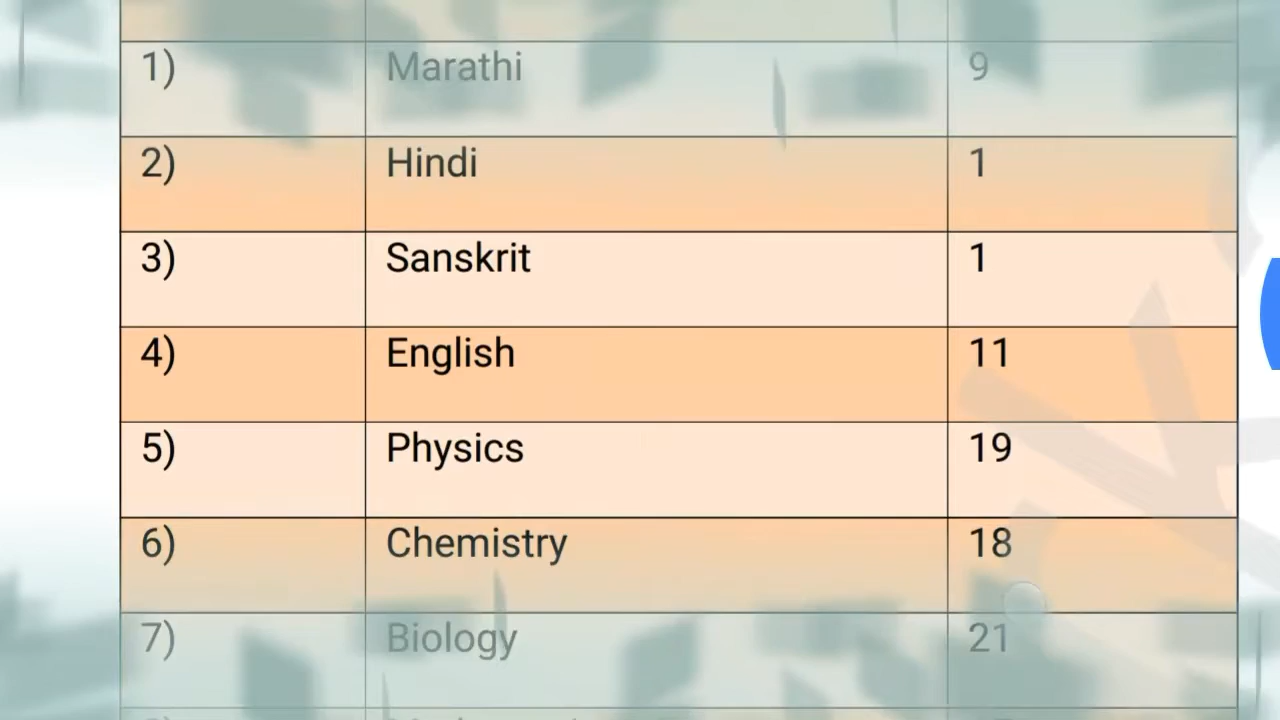 1) Marathi 9
2) Hindi 1
3) Sanskrit 1
4) English 11
5) Physics 19
6) Chemistry 18
7) Biology 21